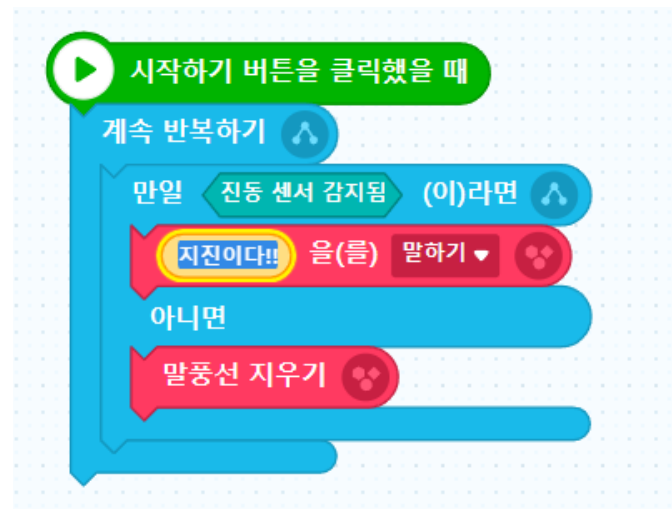 시작하기 버튼을 클릭했을 때
계속 반복하기
만일 진동 센서 감지됨 (이)라면
지진이다!! 을(를) 말하기
아니면
말풍선 지우기